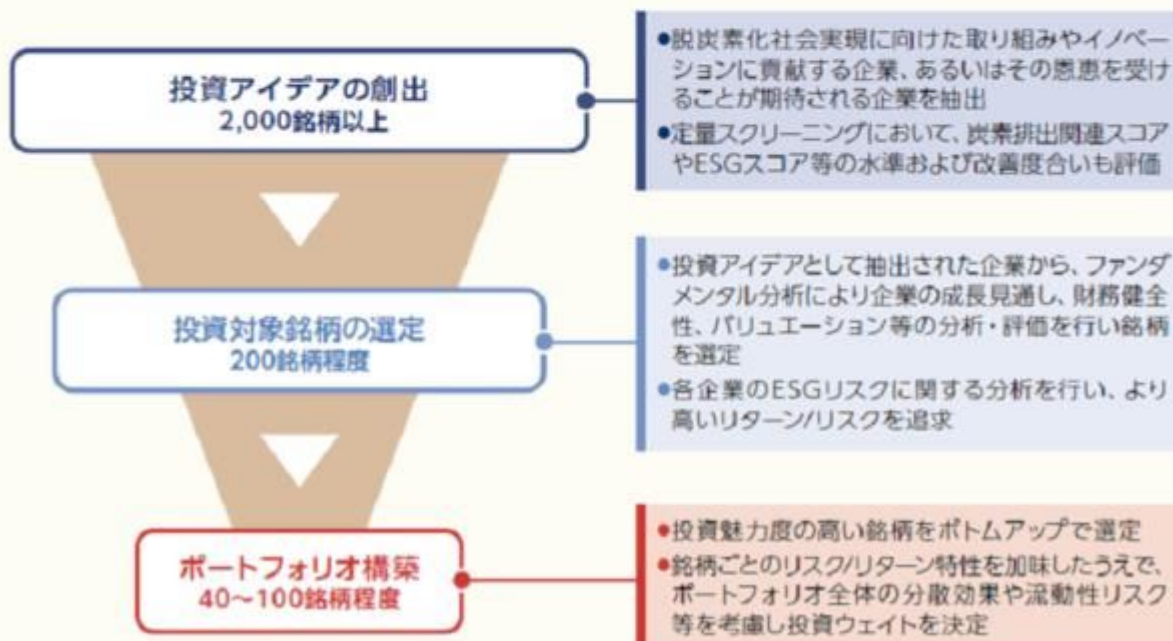 投資アイデアの創出
2,000銘柄以上
●脱炭素化社会実現に向けた取り組みやイノベー
ションに貢献する企業、あるいはその恩恵を受け
ることが期待される企業を抽出
●定量スクリーニングにおいて、炭素排出関連スコア
やESGスコア等の水準および改善度合いも評価
投資対象銘柄の選定
200銘柄程度
●投資アイデアとして抽出された企業から、ファンダ
メンタル分析により企業の成長見通し、財務健全
性、バリュエーション等の分析・評価を行い銘柄
を選定
●各企業のESGリスクに関する分析を行い、より
高いリターン/リスクを追求
ポートフォリオ構築
40～100銘柄程度
●投資魅力度の高い銘柄をボトムアップで選定
●銘柄ごとのリスク/リターン特性を加味したうえで、
ポートフォリオ全体の分散効果や流動性リスク
等を考慮し投資ウェイトを決定